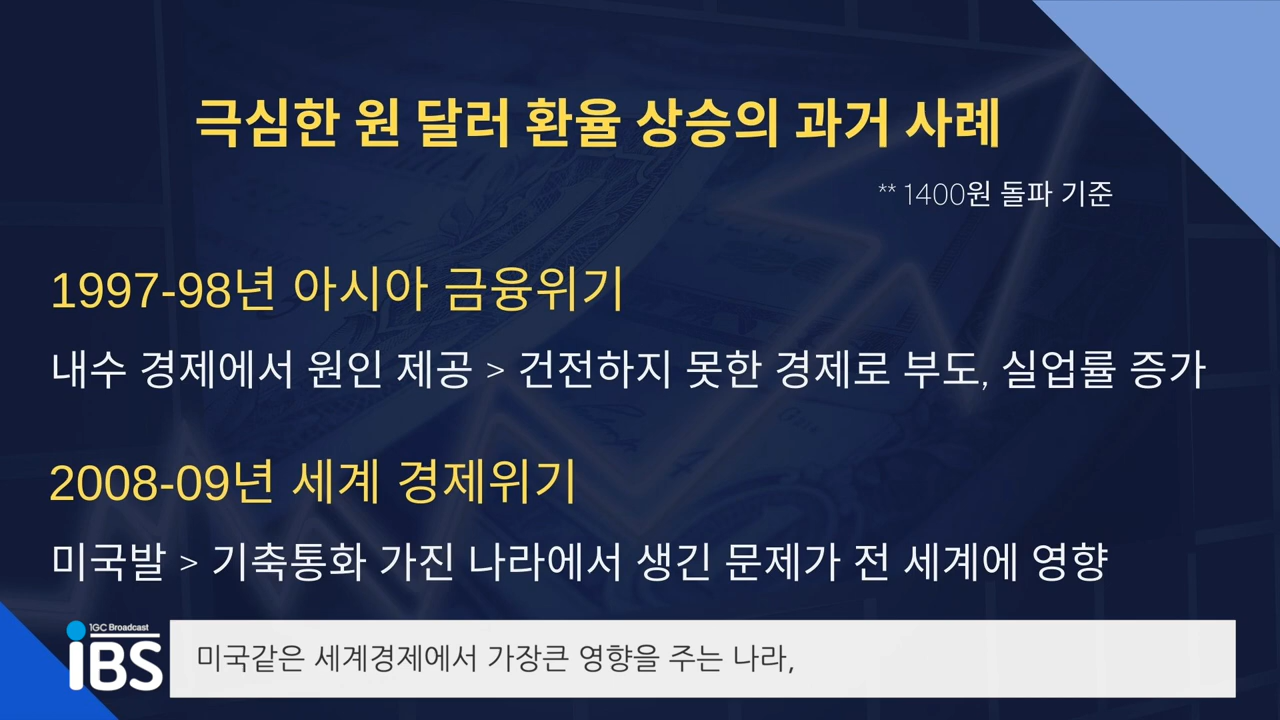 극심한 원 달러 환율 상승의 과거 사례
** 1400원 돌파 기준
1997-98년 아시아 금융위기
내수 경제에서 원인 제공 > 건전하지 못한 경제로 부도, 실업률 증가
2008-09년 세계 경제위기
미국발 > 기축통화 가진 나라에서 생긴 문제가 전 세계에 영향
IGC Broadcast
iBS
미국같은 세계경제에서 가장큰 영향을 주는 나라,